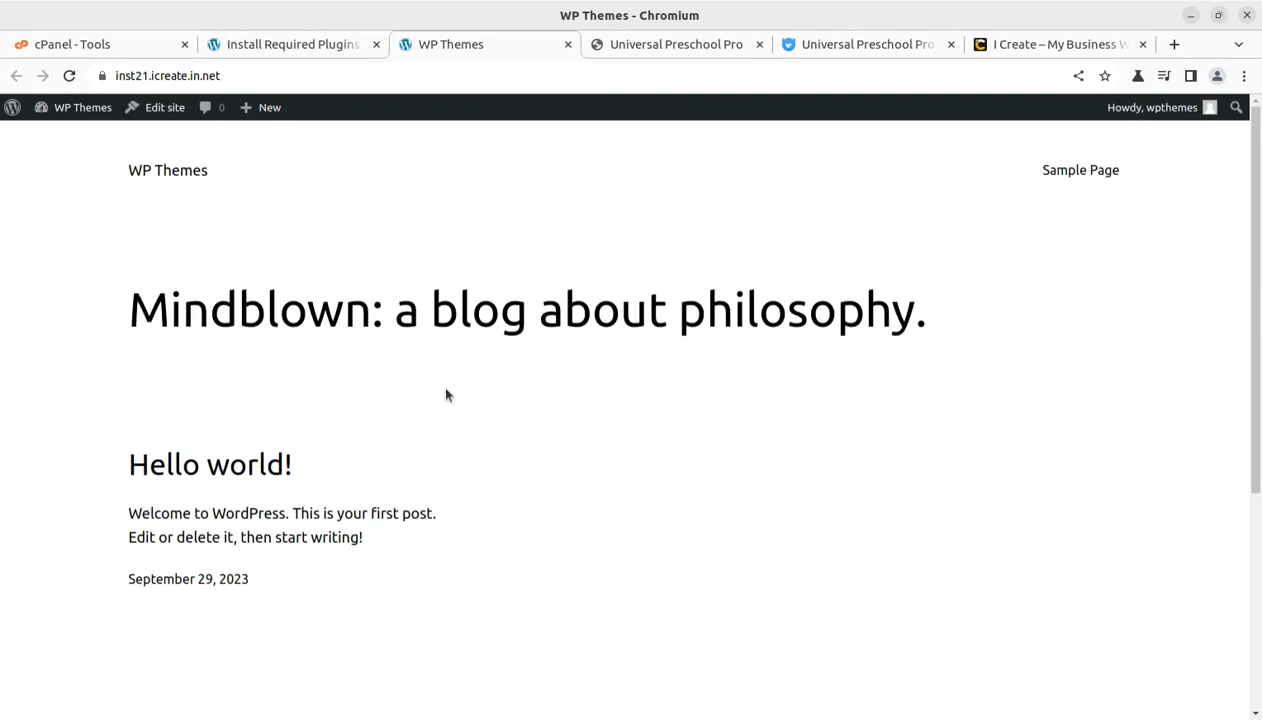 WP Themes - Chromium
cPanel - Tools
Install Required Plugins
WP Themes
Universal Preschool Pro
Universal Preschool Pro
I Create – My Business W
inst21.icreate.in.net
WP Themes
Edit site
0
New
Howdy, wpthemes
WP Themes
Sample Page
Mindblown: a blog about philosophy.
Hello world!
Welcome to WordPress. This is your first post.
Edit or delete it, then start writing!
September 29, 2023